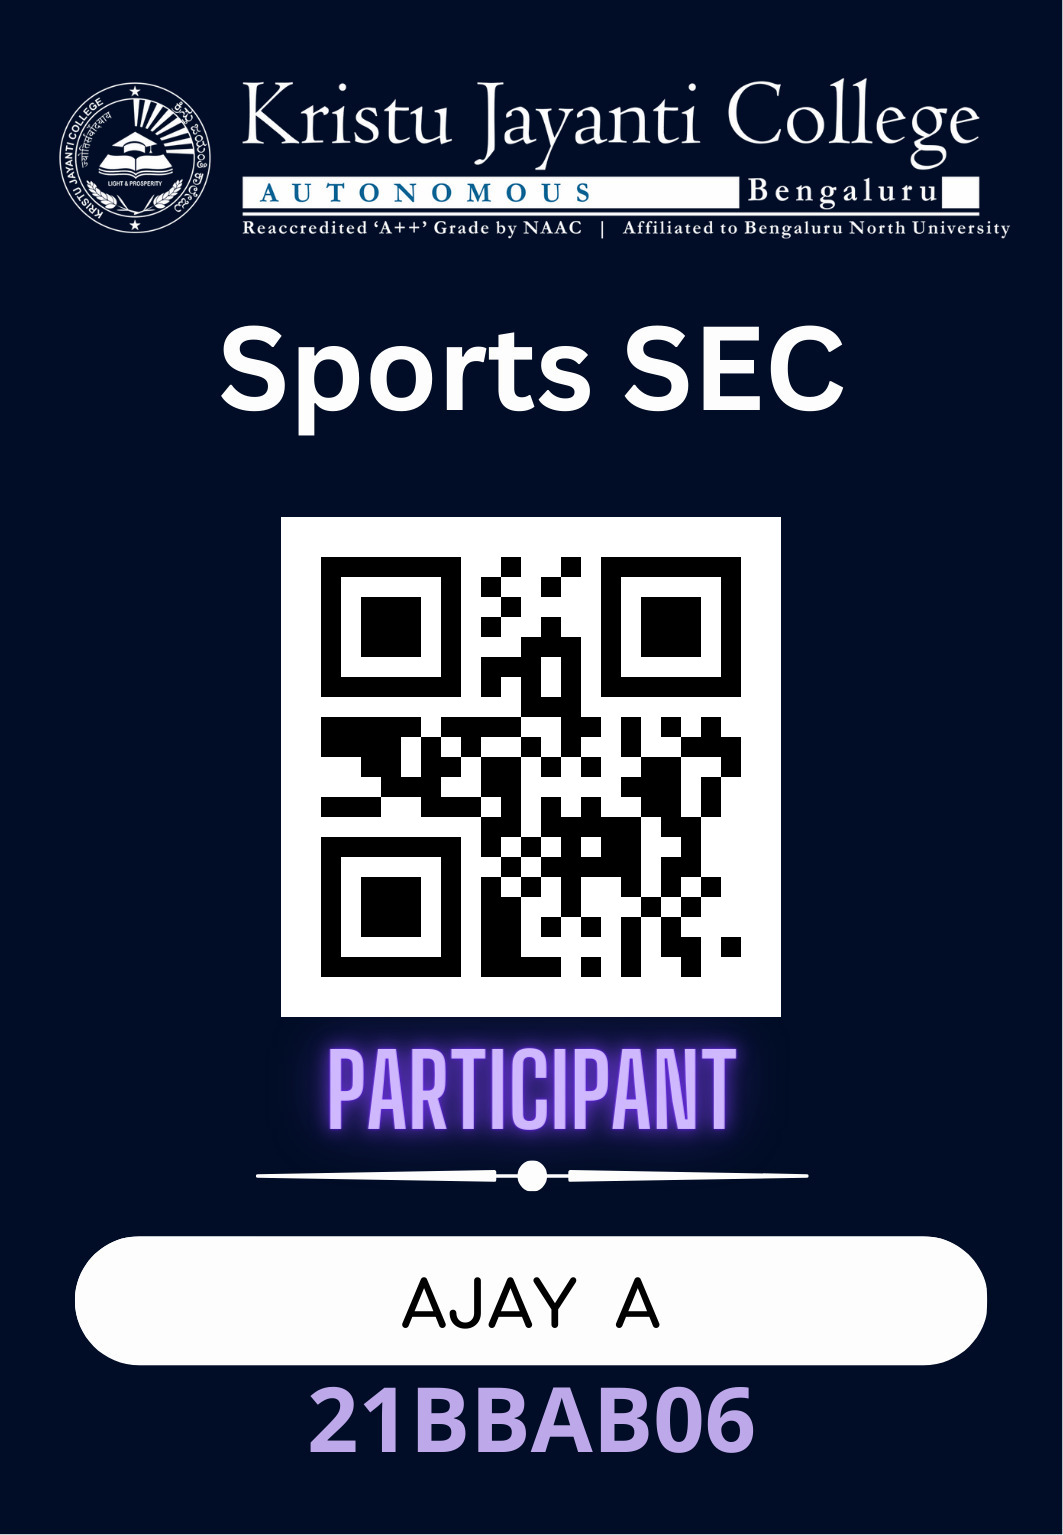 Kristu Jayanti College
AUTONOMOUS Bengaluru
Reaccredited ‘A++’ Grade by NAAC | Affiliated to Bengaluru North University
KRISTU JAYANTI COLLEGE
ಕ್ರಿಸ್ತು ಜಯಂತಿ ಕಾಲೇಜು
LIGHT & PROSPERITY
Sports SEC
PARTICIPANT
AJAY A
21BBAB06